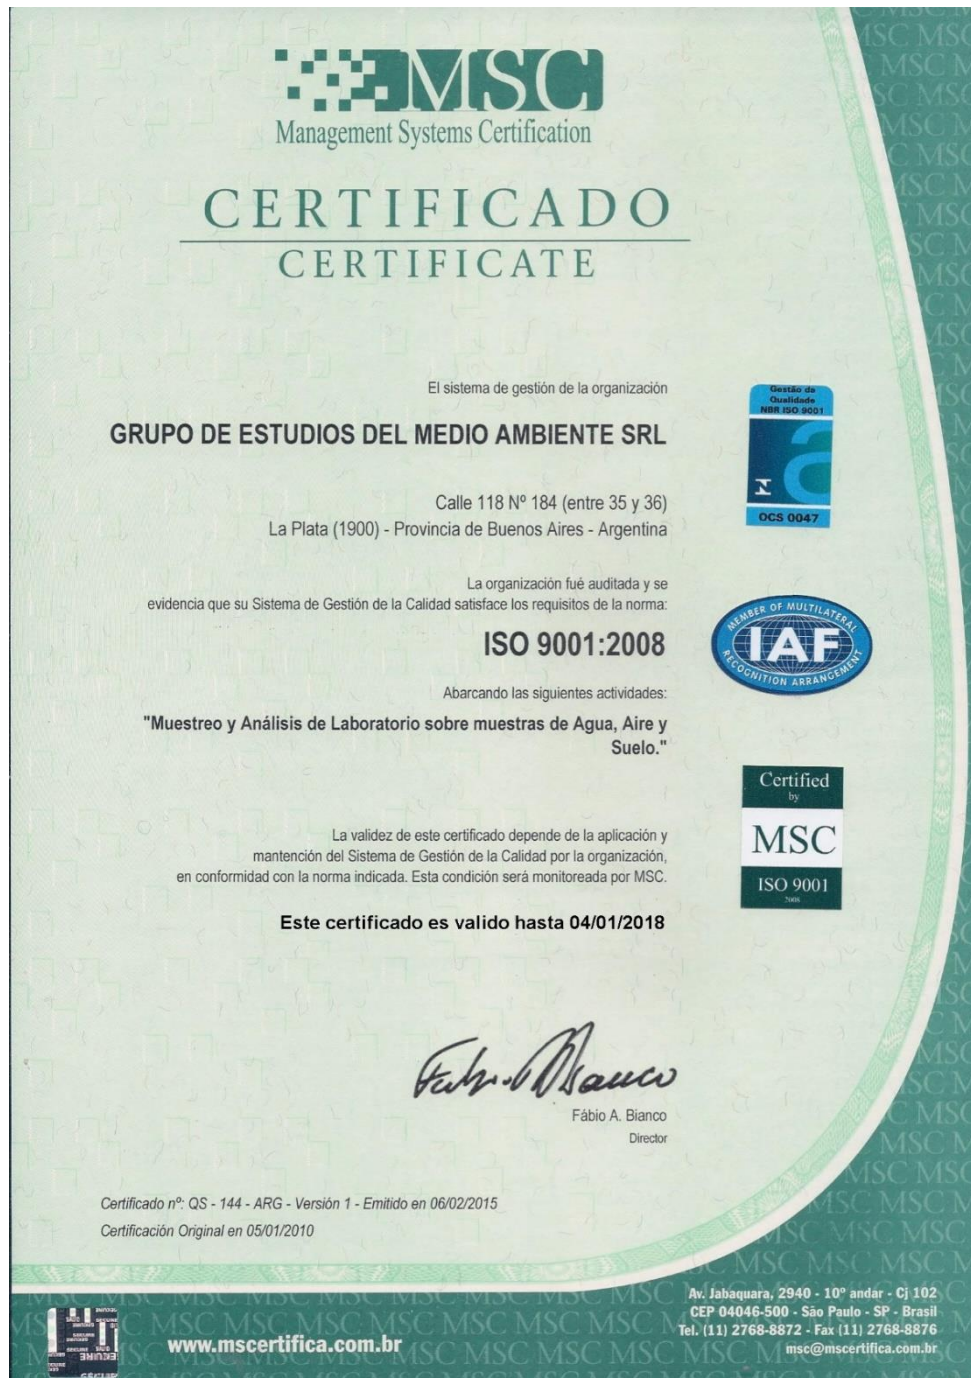 MSC
Management Systems Certification
CERTIFICADO
CERTIFICATE
El sistema de gestión de la organización
GRUPO DE ESTUDIOS DEL MEDIO AMBIENTE SRL
Calle 118 Nº 184 (entre 35 y 36)
La Plata (1900) - Provincia de Buenos Aires - Argentina
La organización fué auditada y se
evidencia que su Sistema de Gestión de la Calidad satisface los requisitos de la norma:
ISO 9001:2008
Abarcando las siguientes actividades:
"Muestreo y Análisis de Laboratorio sobre muestras de Agua, Aire y
Suelo."
La validez de este certificado depende de la aplicación y
mantención del Sistema de Gestión de la Calidad por la organización,
en conformidad con la norma indicada. Esta condición será monitoreada por MSC.
Este certificado es valido hasta 04/01/2018
Gestão da
Qualidade
NBR ISO 9001
OCS 0047
MEMBER OF MULTILATERAL
IAF
RECOGNITION ARRANGEMENT
Certified
by
MSC
ISO 9001
2008
Fábio A. Bianco
Director
Certificado nº: QS - 144 - ARG - Versión 1 - Emitido en 06/02/2015
Certificación Original en 05/01/2010
www.mscertifica.com.br
Av. Jabaquara, 2940 - 10º andar - Cj 102
CEP 04046-500 - São Paulo - SP - Brasil
Tel. (11) 2768-8872 - Fax (11) 2768-8876
msc@mscertifica.com.br